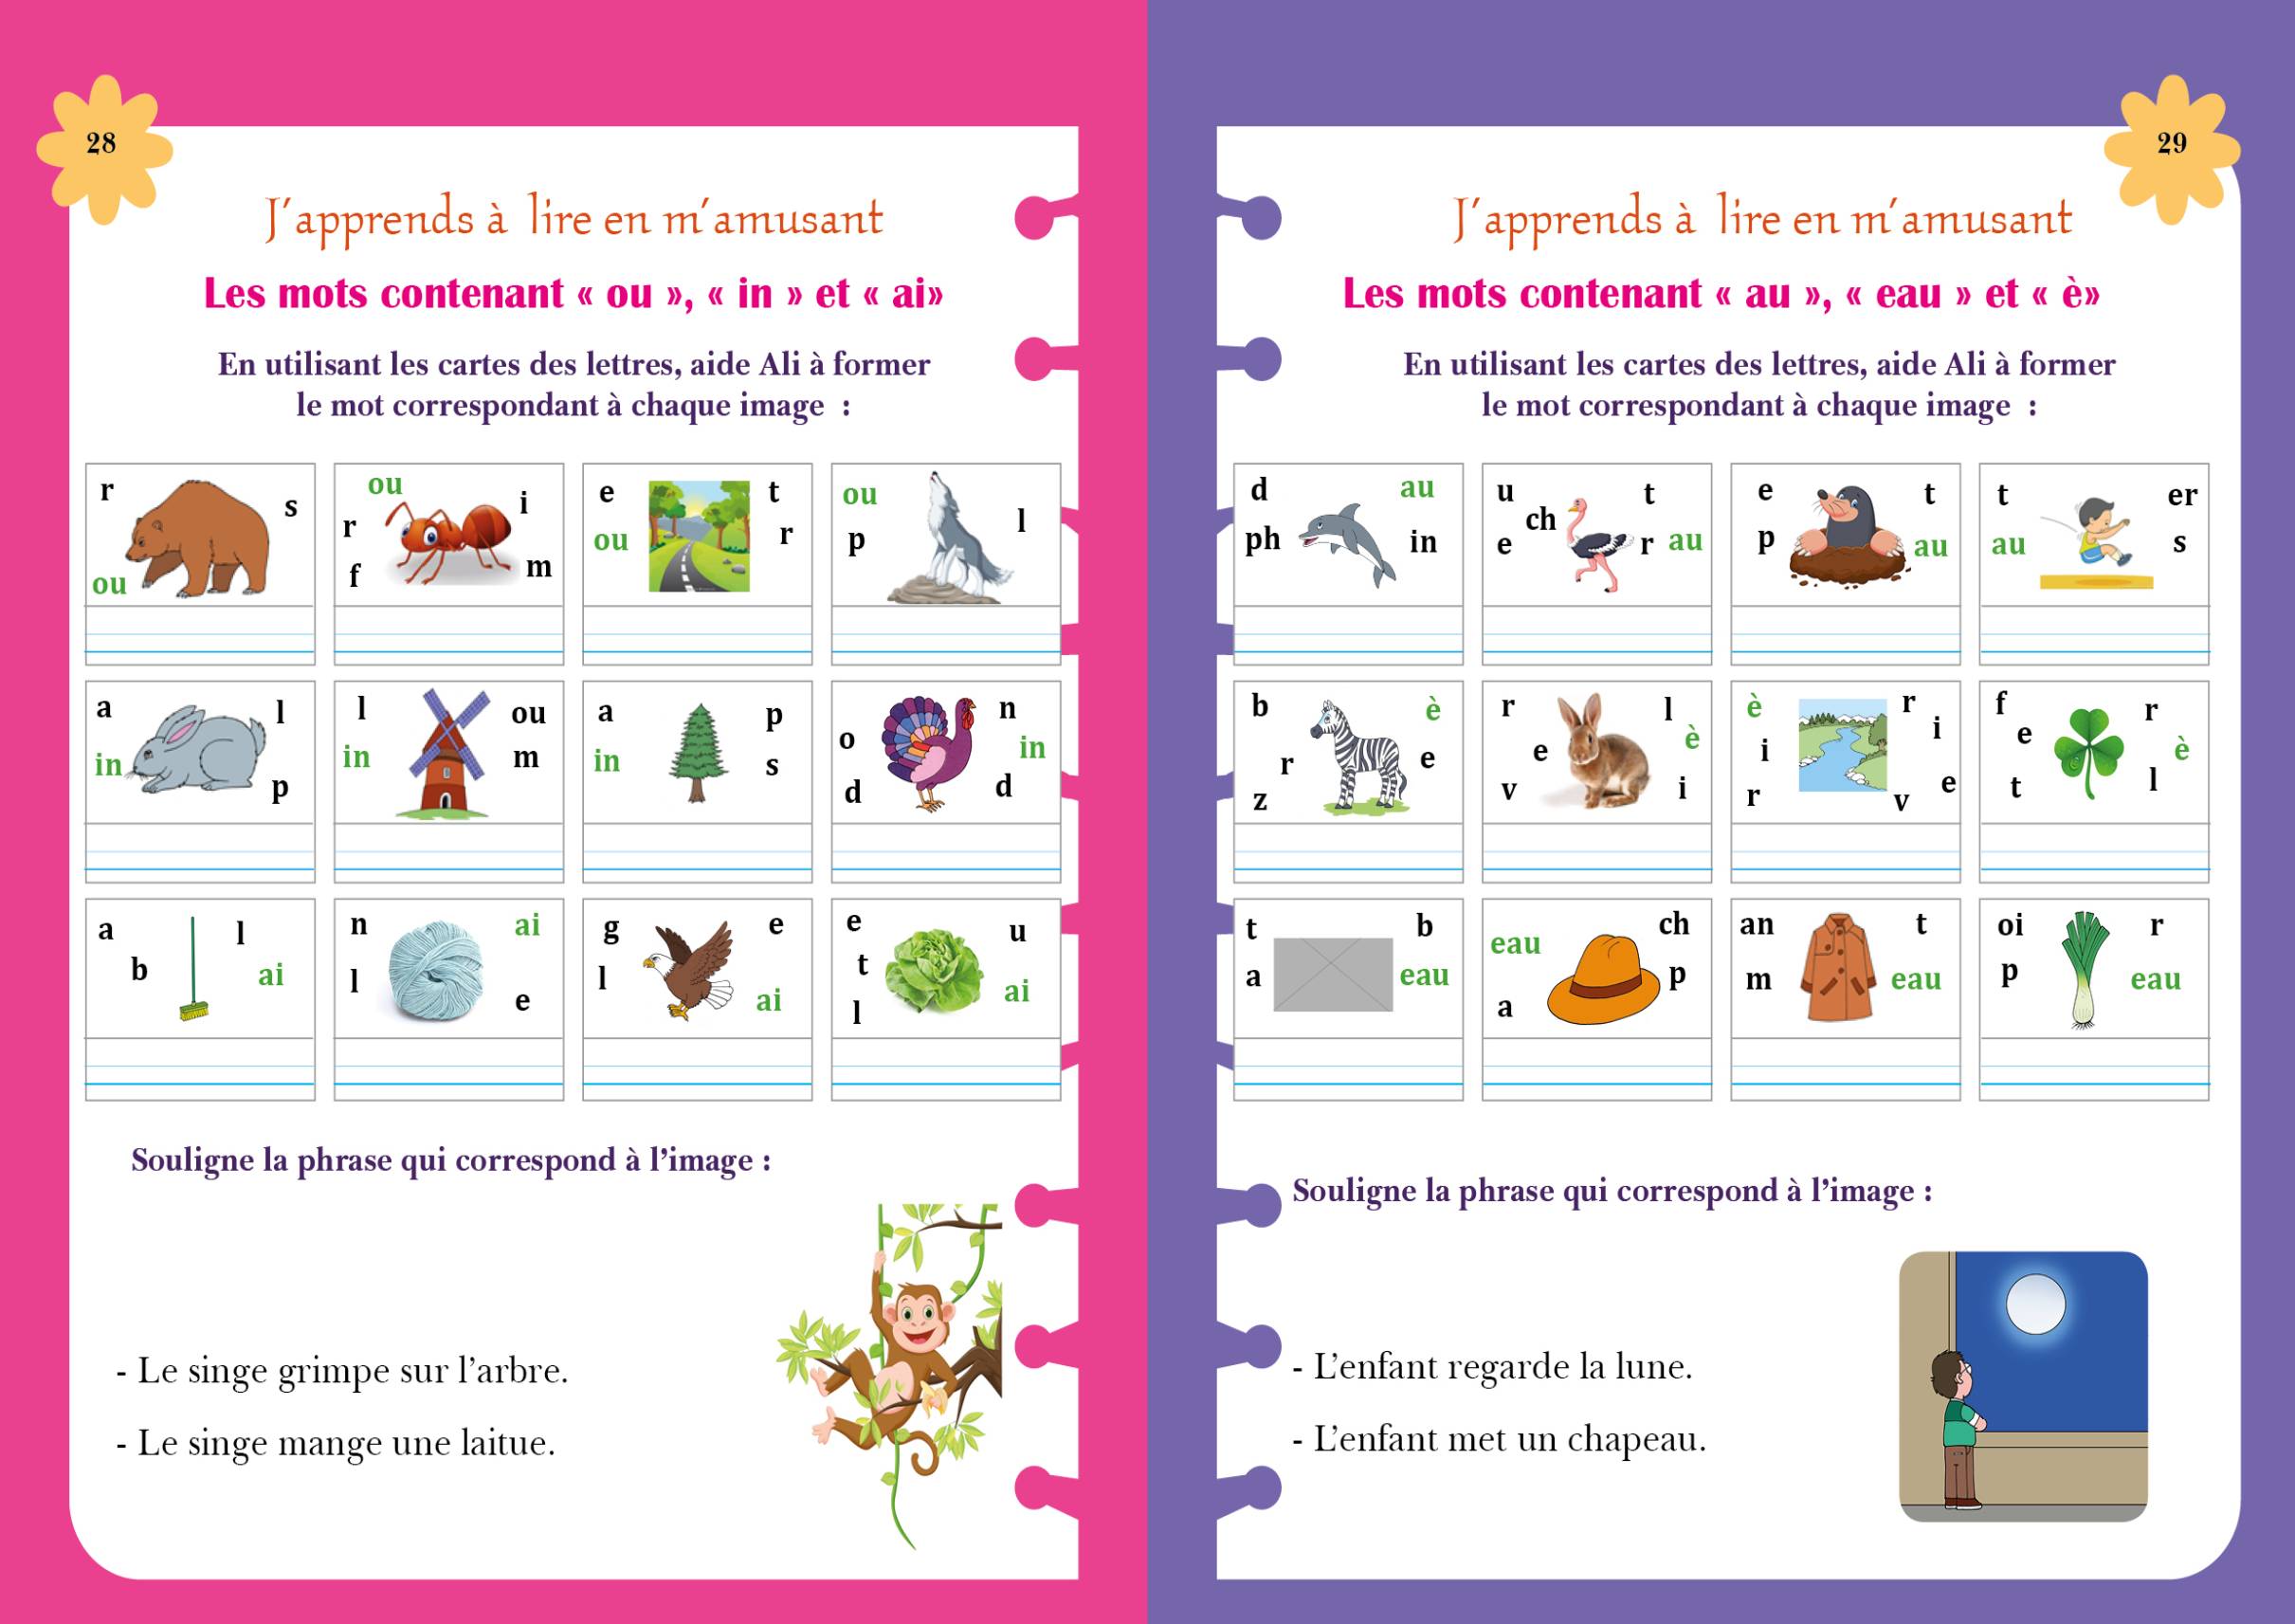 28
J'apprends à lire en m'amusant
Les mots contenant « ou », « in » et « ai»
En utilisant les cartes des lettres, aide Ali à former
le mot correspondant à chaque image :
r s ou
ou i r f m
e t ou r
ou p l
a l in p
l ou in m
a p in s
n o in d d
a l b ai
n ai l e
g e l ai
e u t ai l
Souligne la phrase qui correspond à l'image :
- Le singe grimpe sur l'arbre.
- Le singe mange une laitue.
29
J'apprends à lire en m'amusant
Les mots contenant « au », « eau » et « è»
En utilisant les cartes des lettres, aide Ali à former
le mot correspondant à chaque image :
d au ph in
u t ch e r au
e t p au
t er au s
b è r e z
r l è e v i
è r i i e r v
f r e è t l
t b a eau
eau ch p a
an t m eau
oi r p eau
Souligne la phrase qui correspond à l'image :
- L'enfant regarde la lune.
- L'enfant met un chapeau.